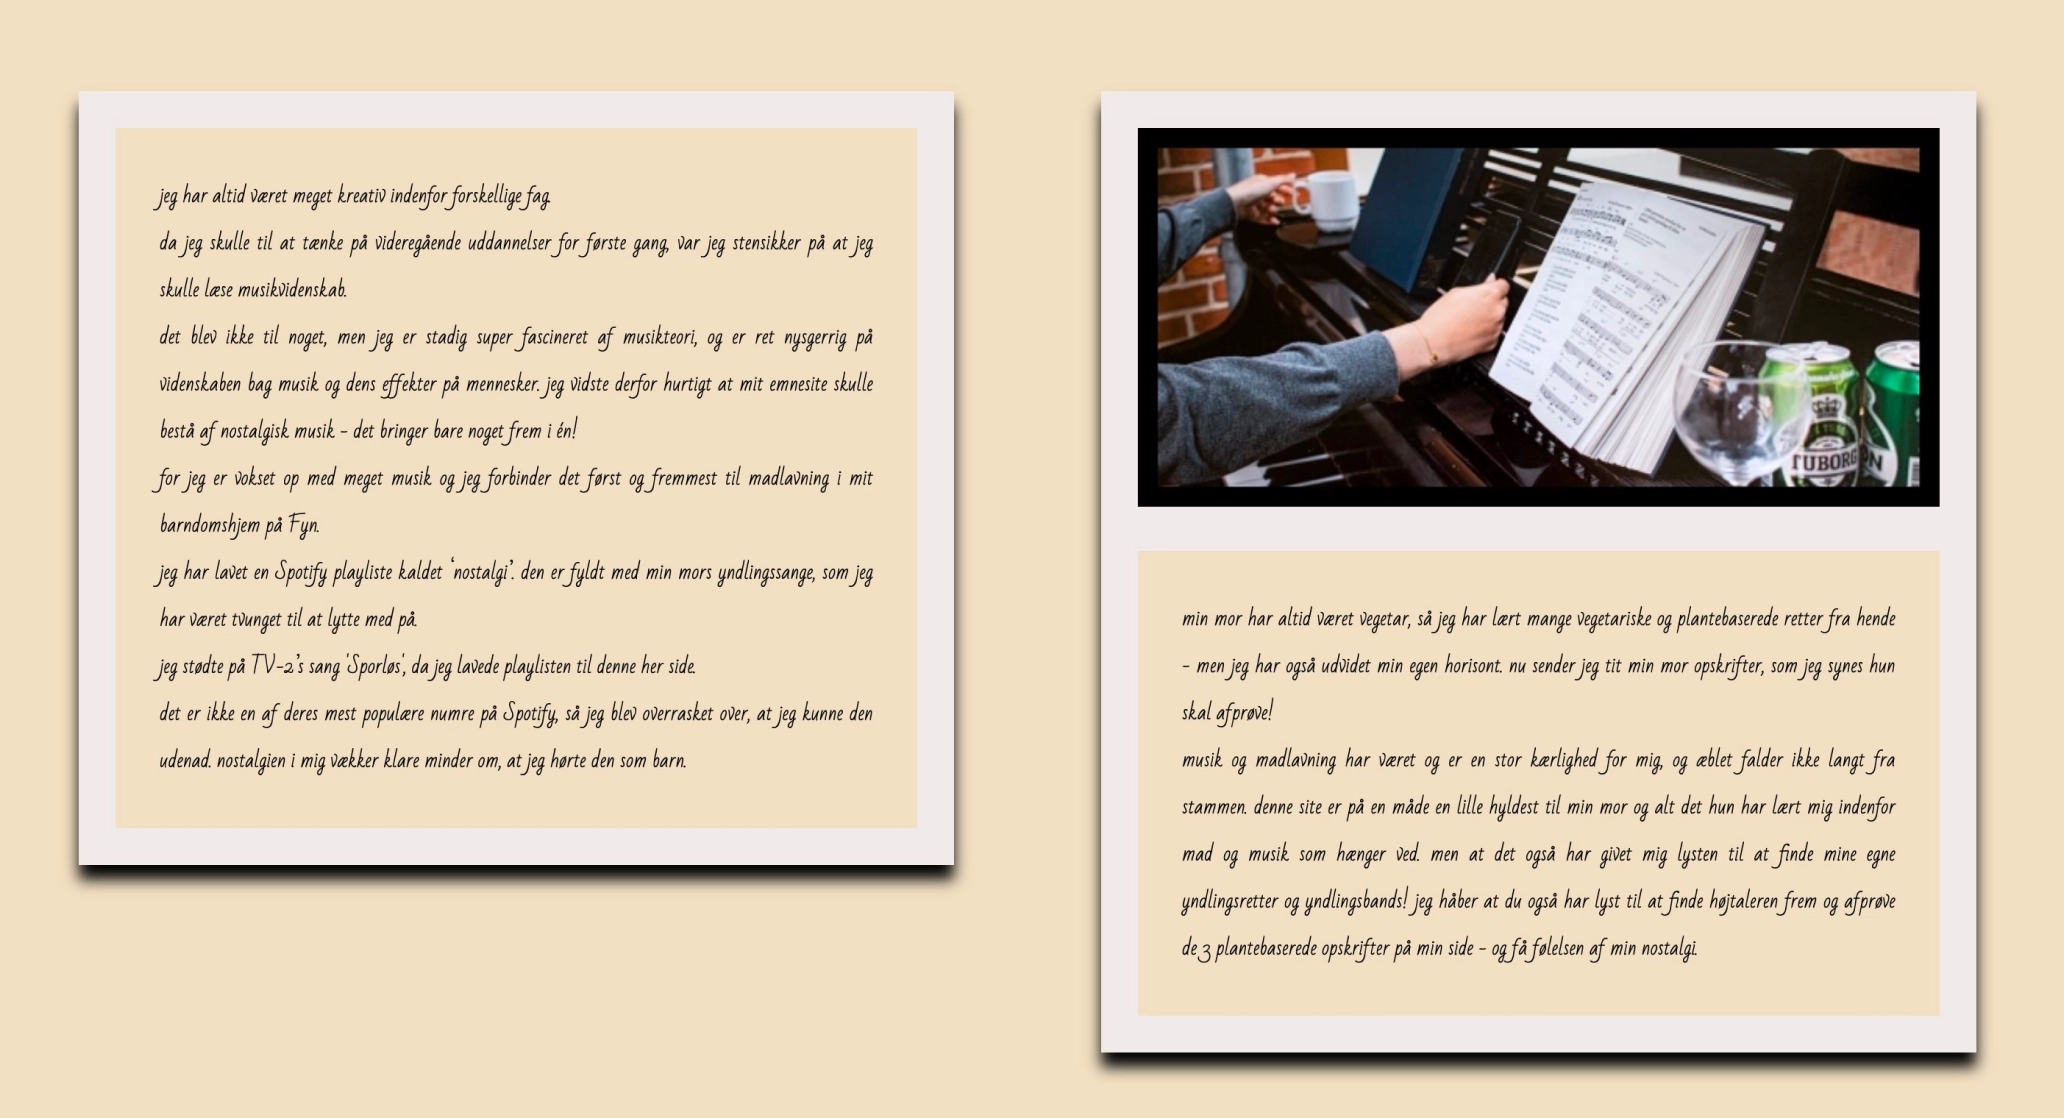 jeg har altid været meget kreativ indenfor forskellige fag.
da jeg skulle til at tænke på videregående uddannelser for første gang, var jeg stensikker på at jeg
skulle læse musikvidenskab.
det blev ikke til noget, men jeg er stadig super fascineret af musikteori, og er ret nysgerrig på
videnskaben bag musik og dens effekter på mennesker. jeg vidste derfor hurtigt at mit emnesite skulle
bestå af nostalgisk musik - det bringer bare noget frem i én!
for jeg er vokset op med meget musik og jeg forbinder det først og fremmest til madlavning i mit
barndomshjem på Fyn.
jeg har lavet en Spotify playliste kaldet ‘nostalgi’. den er fyldt med min mors yndlingssange, som jeg
har været tvunget til at lytte med på.
jeg stødte på TV-2’s sang 'Sporløs', da jeg lavede playlisten til denne her side.
det er ikke en af deres mest populære numre på Spotify, så jeg blev overrasket over, at jeg kunne den
udenad. nostalgien i mig vækker klare minder om, at jeg hørte den som barn.
TUBORG
min mor har altid været vegetar, så jeg har lært mange vegetariske og plantebaserede retter fra hende
- men jeg har også udvidet min egen horisont. nu sender jeg tit min mor opskrifter, som jeg synes hun
skal afprøve!
musik og madlavning har været og er en stor kærlighed for mig, og æblet falder ikke langt fra
stammen. denne site er på en måde en lille hyldest til min mor og alt det hun har lært mig indenfor
mad og musik som hænger ved. men at det også har givet mig lysten til at finde mine egne
yndlingsretter og yndlingsbands! jeg håber at du også har lyst til at finde højtaleren frem og afprøve
de 3 plantebaserede opskrifter på min side - og få følelsen af min nostalgi.